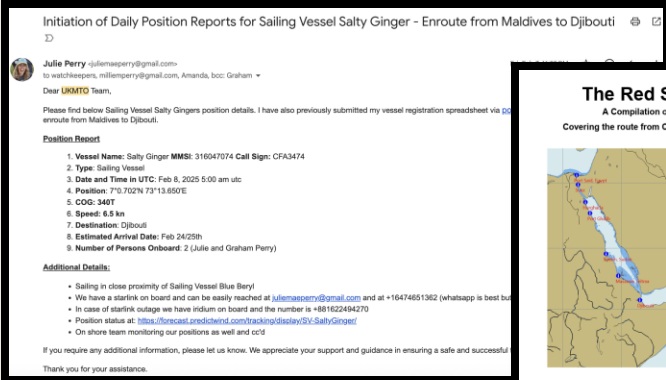 Initiation of Daily Position Reports for Sailing Vessel Salty Ginger - Enroute from Maldives to Djibouti
Julie Perry <juliemaeperry@gmail.com>
to watchkeepers, milliemperry@gmail.com, Amanda, bcc: Graham
Dear UKMTO Team,
Please find below Sailing Vessel Salty Gingers position details. I have also previously submitted my vessel registration spreadsheet via
enroute from Maldives to Djibouti.
Position Report
1. Vessel Name: Salty Ginger MMSI: 316047074 Call Sign: CFA3474
2. Type: Sailing Vessel
3. Date and Time in UTC: Feb 8, 2025 5:00 am utc
4. Position: 7°0.702'N 73°13.650'E
5. COG: 340T
6. Speed: 6.5 kn
7. Destination: Djibouti
8. Estimated Arrival Date: Feb 24/25th
9. Number of Persons Onboard: 2 (Julie and Graham Perry)
Additional Details:
• Sailing in close proximity of Sailing Vessel Blue Beryl
• We have a starlink on board and can be easily reached at juliemaeperry@gmail.com and at +16474651362 (whatsapp is best but
• In case of starlink outage we have iridium on board and the number is +881622494270
• Position status at: https://forecast.predictwind.com/tracking/display/SV-SaltyGinger/
• On shore team monitoring our positions as well and cc'd
If you require any additional information, please let us know. We appreciate your support and guidance in ensuring a safe and successful
Thank you for your assistance.
The Red S
A Compilation o
Covering the route from C